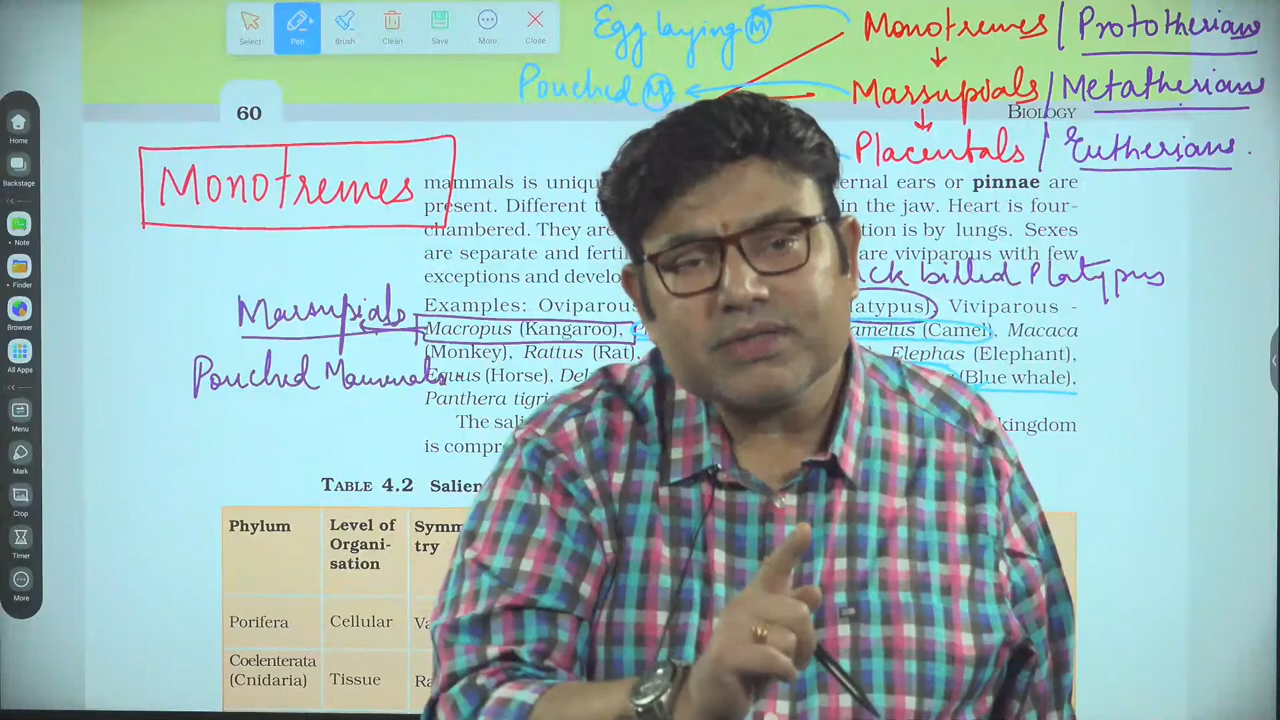 Select Pen Brush Clean Save More Close
Egg laying M
Monotremes / Prototherians
Pouched M
Marsupials / Metatherians
Placentals / Eutherians.
60
BIOLOGY
Monotremes
mammals is uniqu ernal ears or pinnae are
present. Different t in the jaw. Heart is four-
chambered. They are tion is by lungs. Sexes
are separate and ferti are viviparous with few
exceptions and develo ck billed Platypus
Marsupials
Examples: Oviparous latypus), Viviparous -
Macropus (Kangaroo), amelus (Camel), Macaca
(Monkey), Rattus (Rat), Elephas (Elephant),
Pouched Mammals
Equus (Horse), Del (Blue whale),
Panthera tigri
The sali kingdom
is compr
TABLE 4.2 Salien
Phylum
Level of
Organi-
sation
Symm
try
Porifera
Cellular
Va
Coelenterata
(Cnidaria)
Tissue
Ra
Home
Backstage
Note
Finder
Browser
All Apps
Menu
Mark
Crop
Timer
More